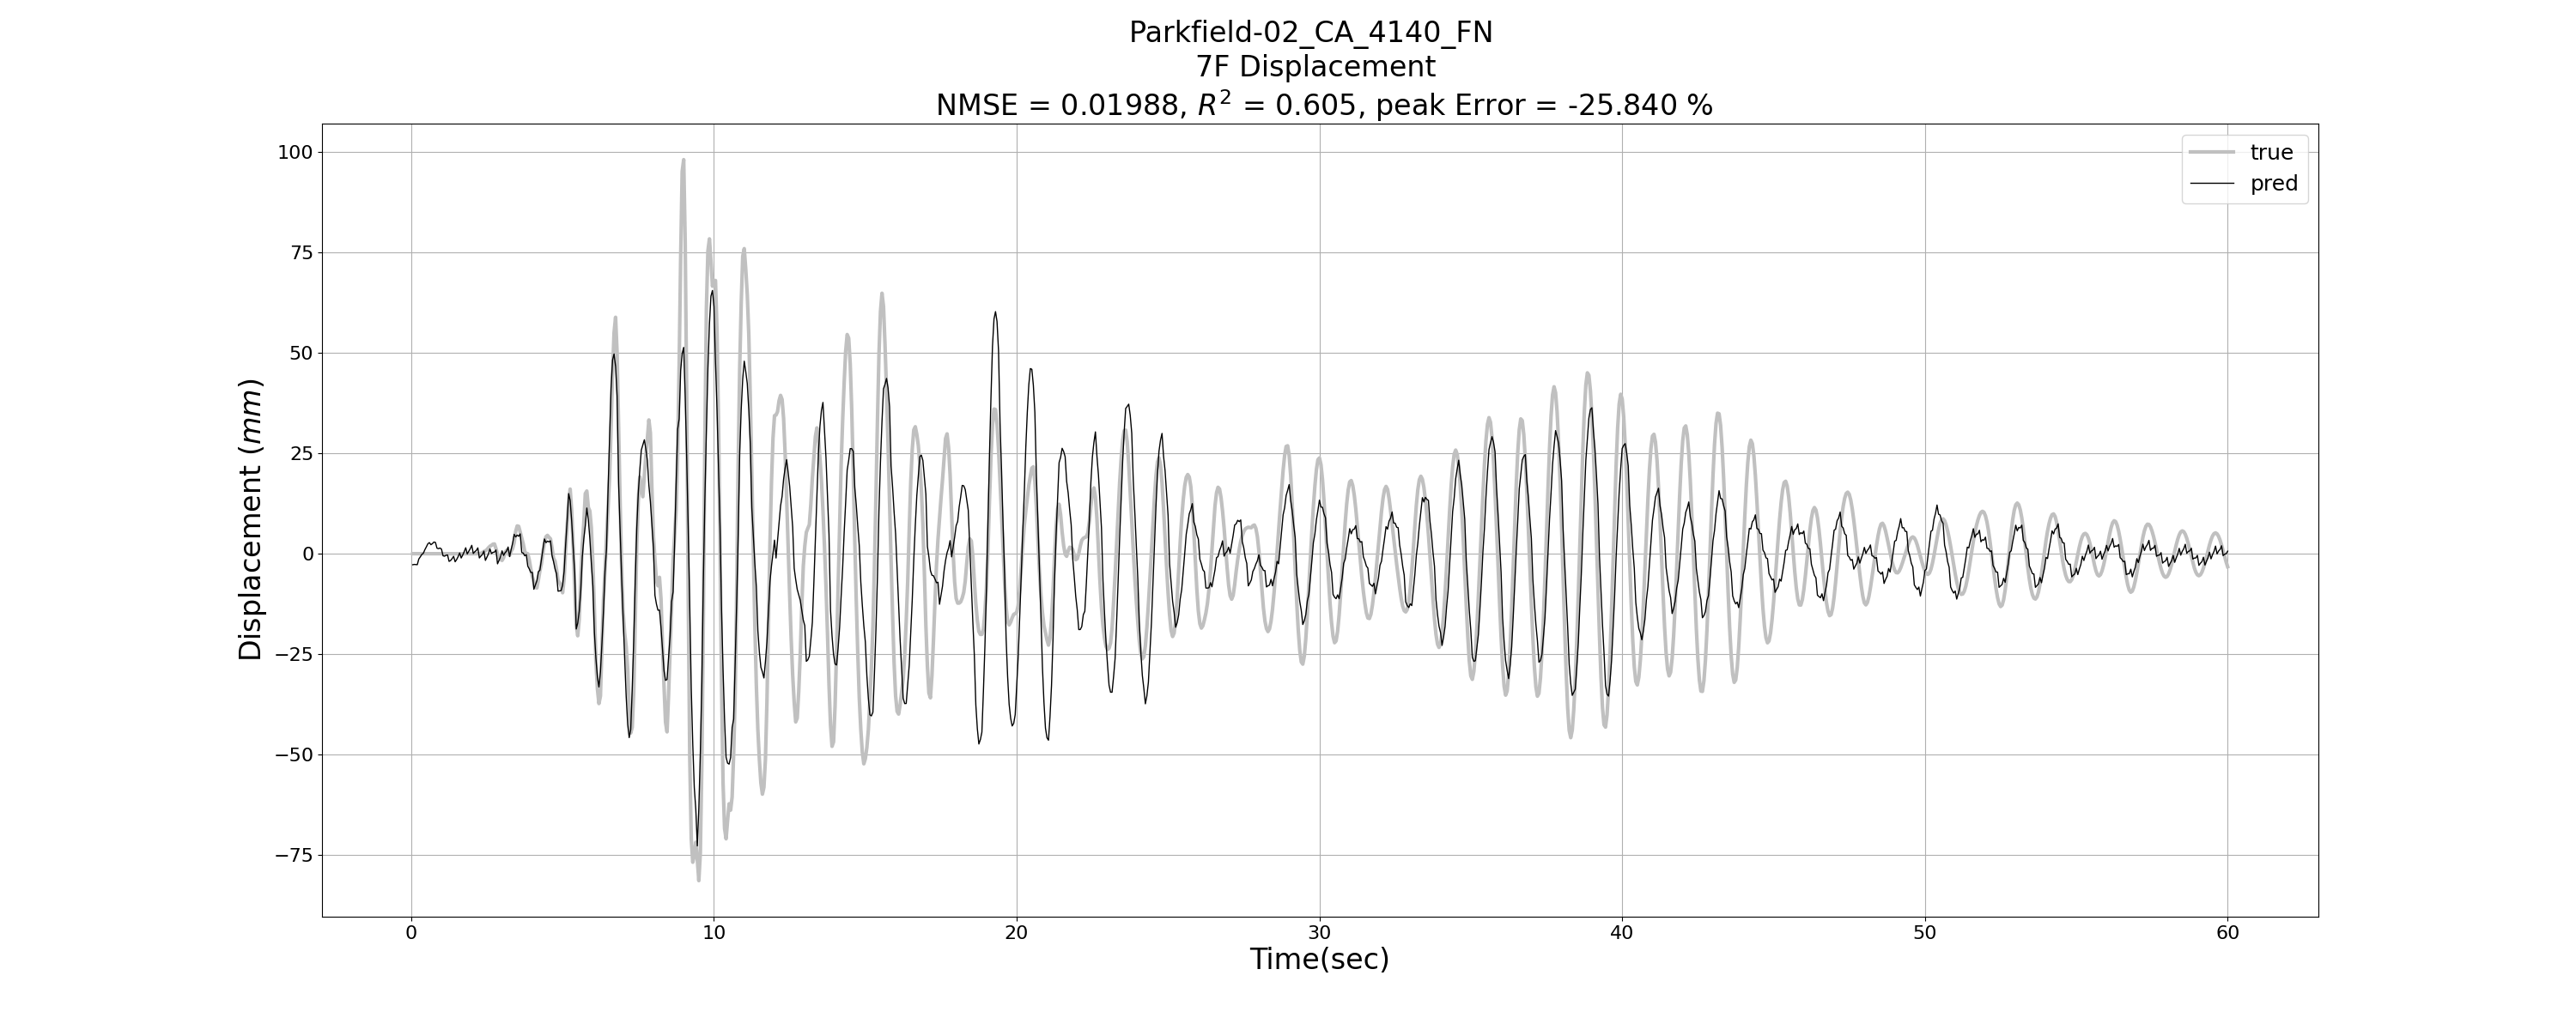 Parkfield-02_CA_4140_FN
7F Displacement
NMSE = 0.01988, R² = 0.605, peak Error = -25.840 %
true
pred
100
75
50
25
0
−25
−50
−75
Displacement (mm)
0 10 20 30 40 50 60
Time(sec)